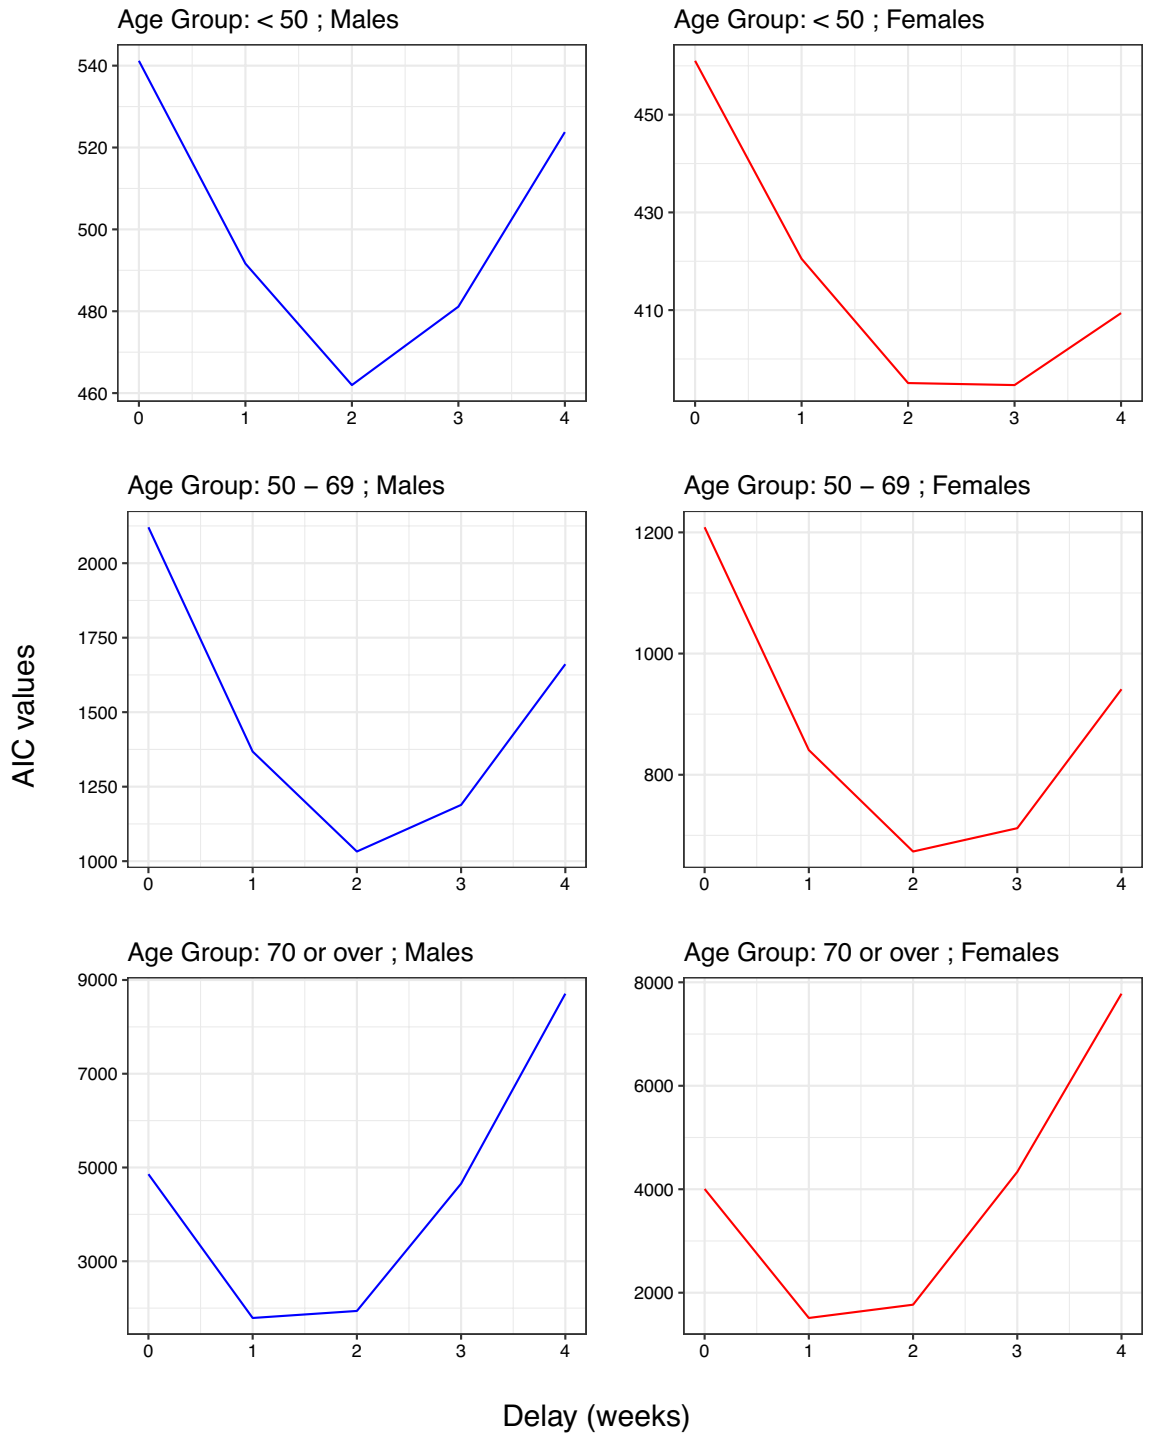 Age Group: < 50 ; Males
540
520
500
480
460
0 1 2 3 4
Age Group: < 50 ; Females
450
430
410
0 1 2 3 4
Age Group: 50 – 69 ; Males
2000
1750
1500
1250
1000
0 1 2 3 4
Age Group: 50 – 69 ; Females
1200
1000
800
0 1 2 3 4
Age Group: 70 or over ; Males
9000
7000
5000
3000
0 1 2 3 4
Age Group: 70 or over ; Females
8000
6000
4000
2000
0 1 2 3 4
AIC values
Delay (weeks)